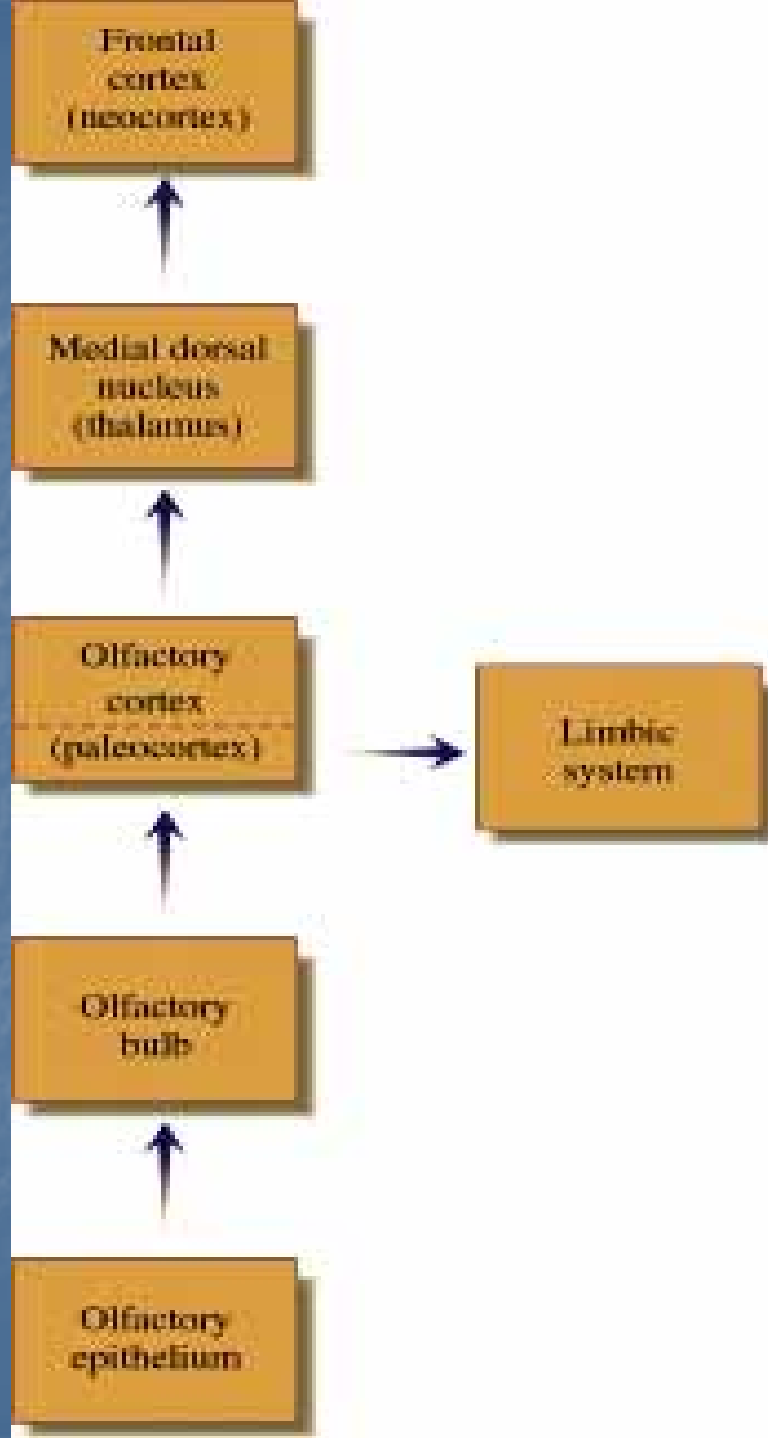 Frontal
cortex
(neocortex)
Medial dorsal
nucleus
(thalamus)
Olfactory
cortex
(paleocortex)
Limbic
system
Olfactory
bulb
Olfactory
epithelium